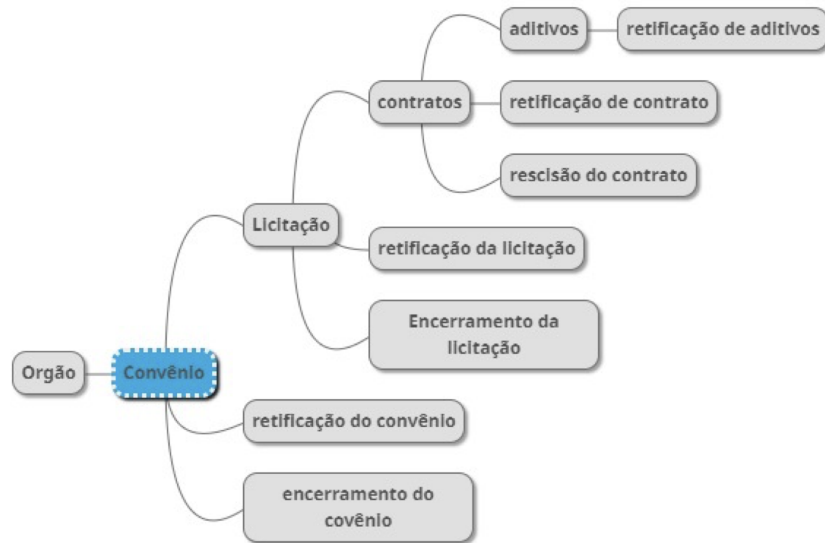 aditivos
retificação de aditivos
contratos
retificação de contrato
rescisão do contrato
Licitação
retificação da licitação
Encerramento da
licitação
Orgão
Convênio
retificação do convênio
encerramento do
covênio